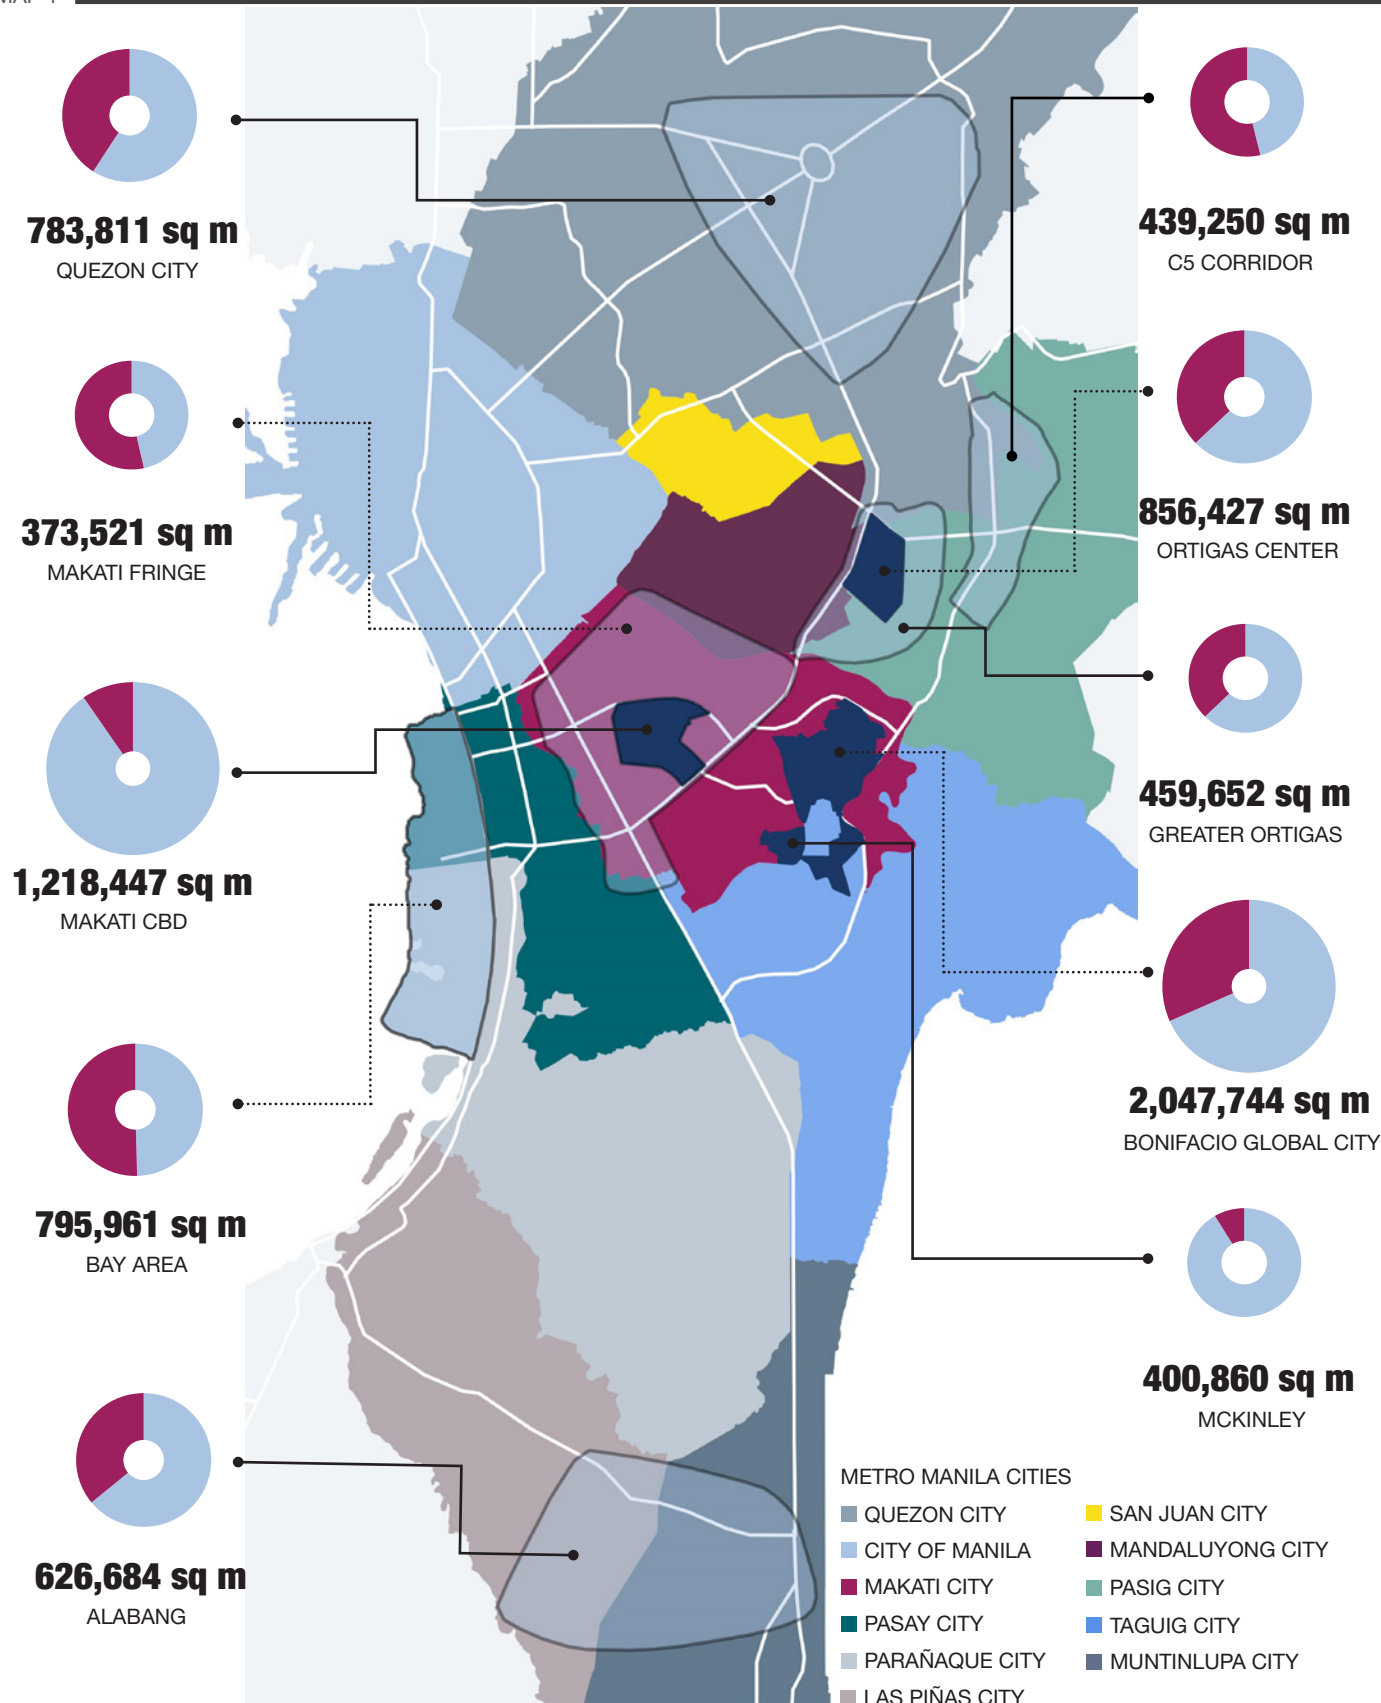 783,811 sq m
QUEZON CITY
373,521 sq m
MAKATI FRINGE
1,218,447 sq m
MAKATI CBD
795,961 sq m
BAY AREA
626,684 sq m
ALABANG
439,250 sq m
C5 CORRIDOR
856,427 sq m
ORTIGAS CENTER
459,652 sq m
GREATER ORTIGAS
2,047,744 sq m
BONIFACIO GLOBAL CITY
400,860 sq m
MCKINLEY
METRO MANILA CITIES
QUEZON CITY
CITY OF MANILA
MAKATI CITY
PASAY CITY
PARAÑAQUE CITY
LAS PIÑAS CITY
SAN JUAN CITY
MANDALUYONG CITY
PASIG CITY
TAGUIG CITY
MUNTINLUPA CITY